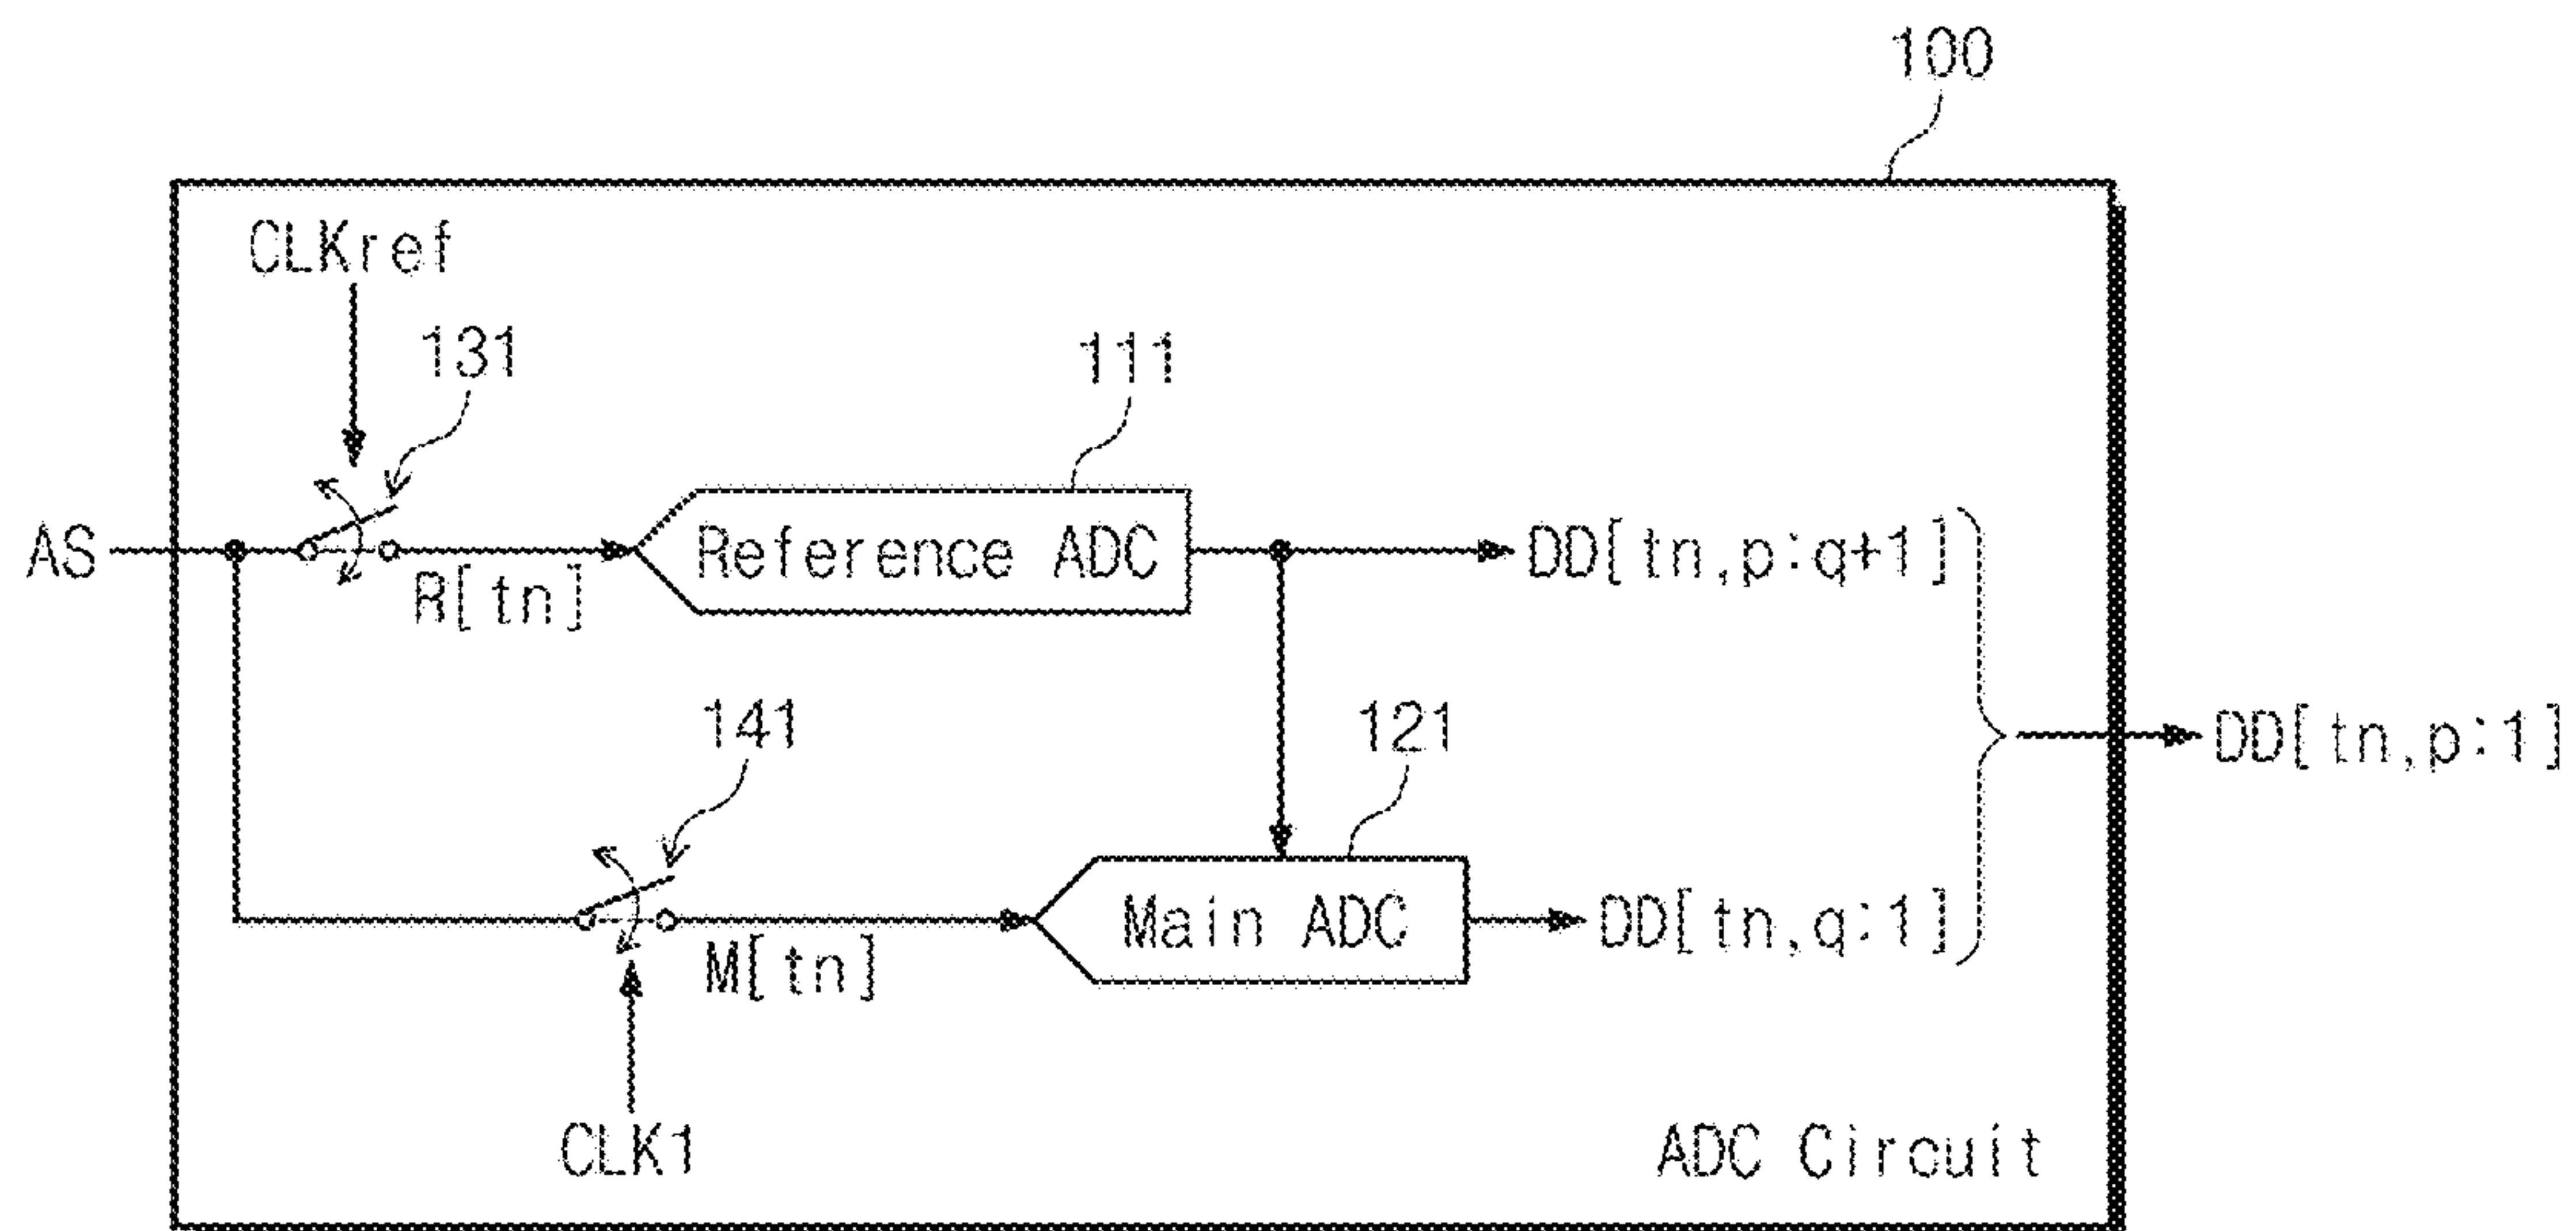 100
CLKref
131
111
AS
R[tn]
Reference ADC
DD[tn,p:q+1]
141
121
DD[tn,p:1]
M[tn]
Main ADC
DD[tn,q:1]
CLK1
ADC Circuit